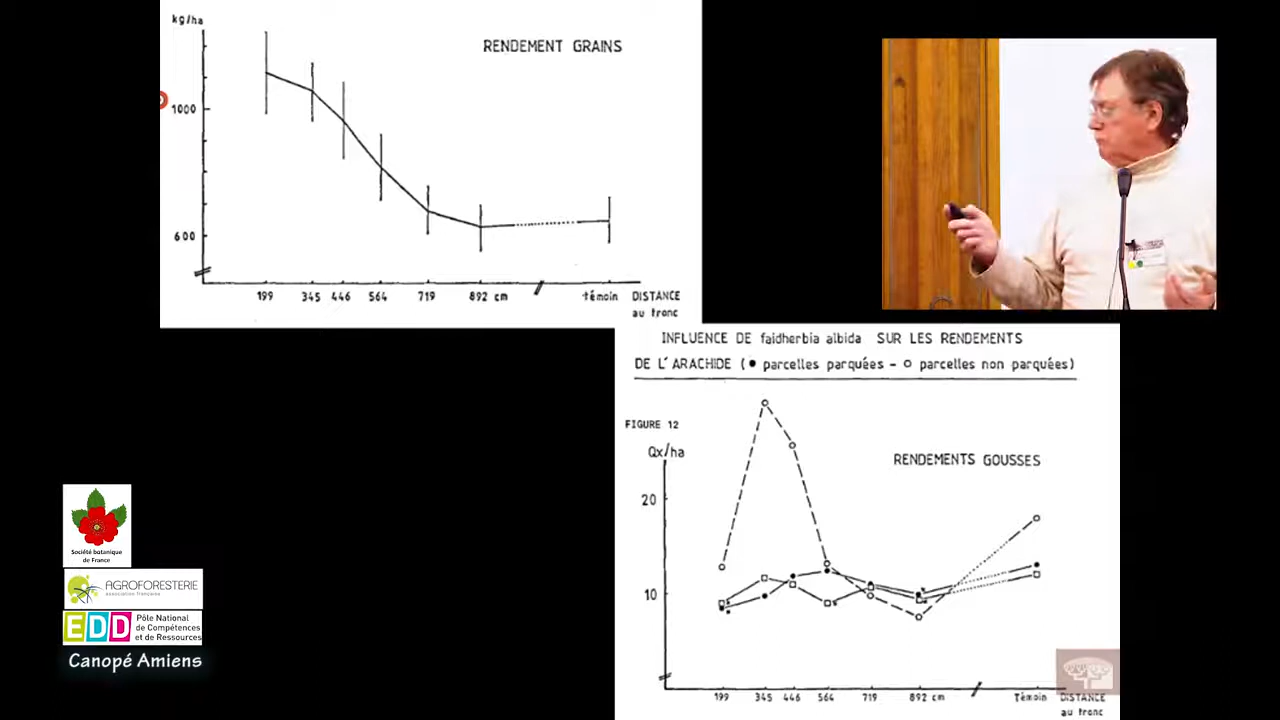 kg/ha
RENDEMENT GRAINS
1000
600
199 345 446 564 719 892 cm témoin DISTANCE
au tronc
INFLUENCE DE faidherbia albida SUR LES RENDEMENTS
DE L'ARACHIDE ( ● parcelles parquées - ○ parcelles non parquées)
FIGURE 12
Qx/ha
RENDEMENTS GOUSSES
20
10
199 345 446 564 719 892 cm Témoin DISTANCE
au tronc
Société botanique
de France
AGROFORESTERIE
association française
EDD Pôle National
de Compétences
et de Ressources
Canopé Amiens